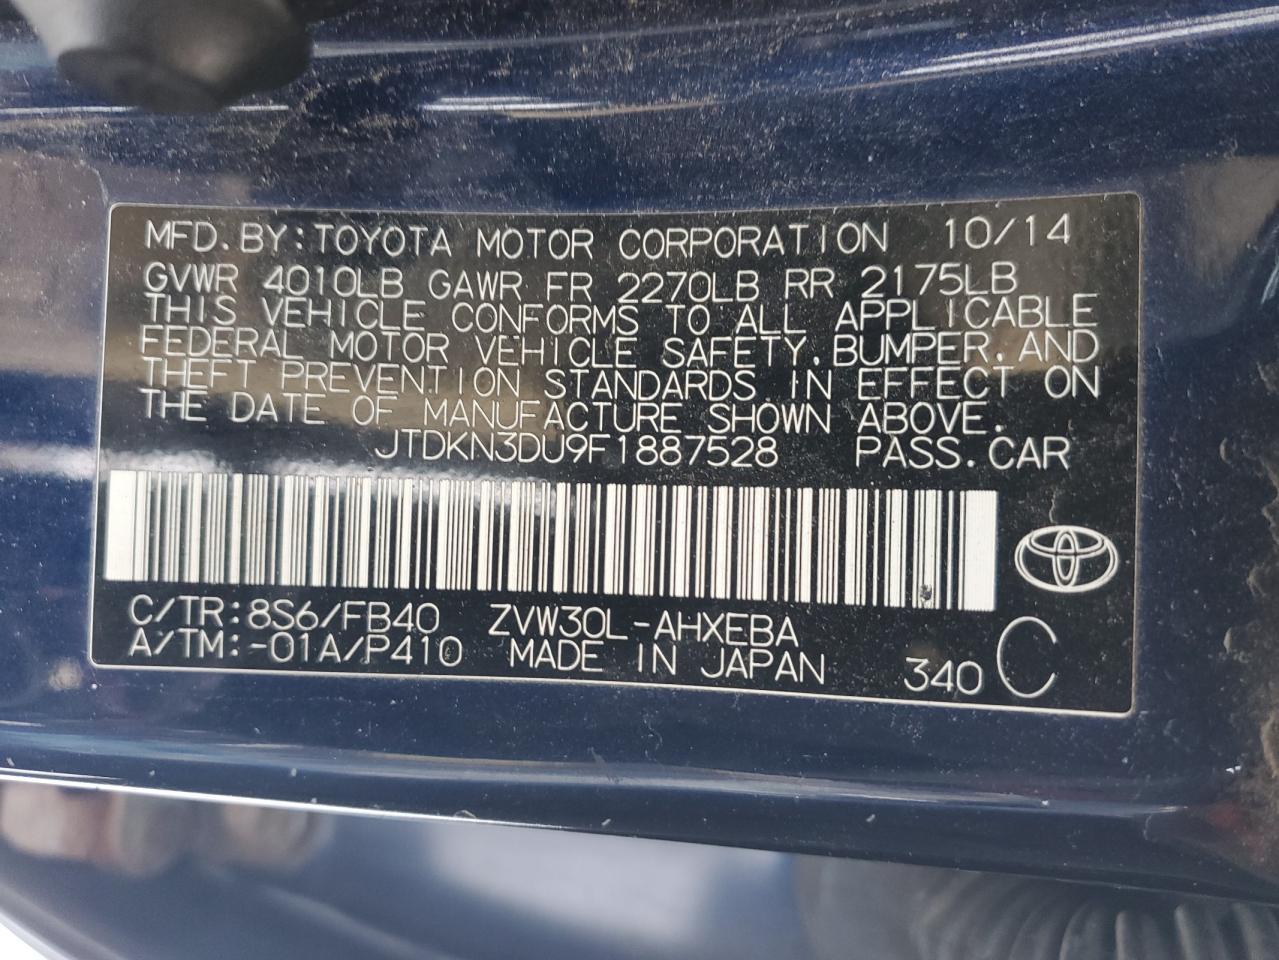 MFD.BY:TOYOTA MOTOR CORPORATION 10/14
GVWR 4010LB GAWR FR 2270LB RR 2175LB
THIS VEHICLE CONFORMS TO ALL APPLICABLE
FEDERAL MOTOR VEHICLE SAFETY,BUMPER,AND
THEFT PREVENTION STANDARDS IN EFFECT ON
THE DATE OF MANUFACTURE SHOWN ABOVE.
JTDKN3DU9F1887528 PASS.CAR
C/TR:8S6/FB40 ZVW30L-AHXEBA
A/TM:-01A/P410 MADE IN JAPAN 340 C